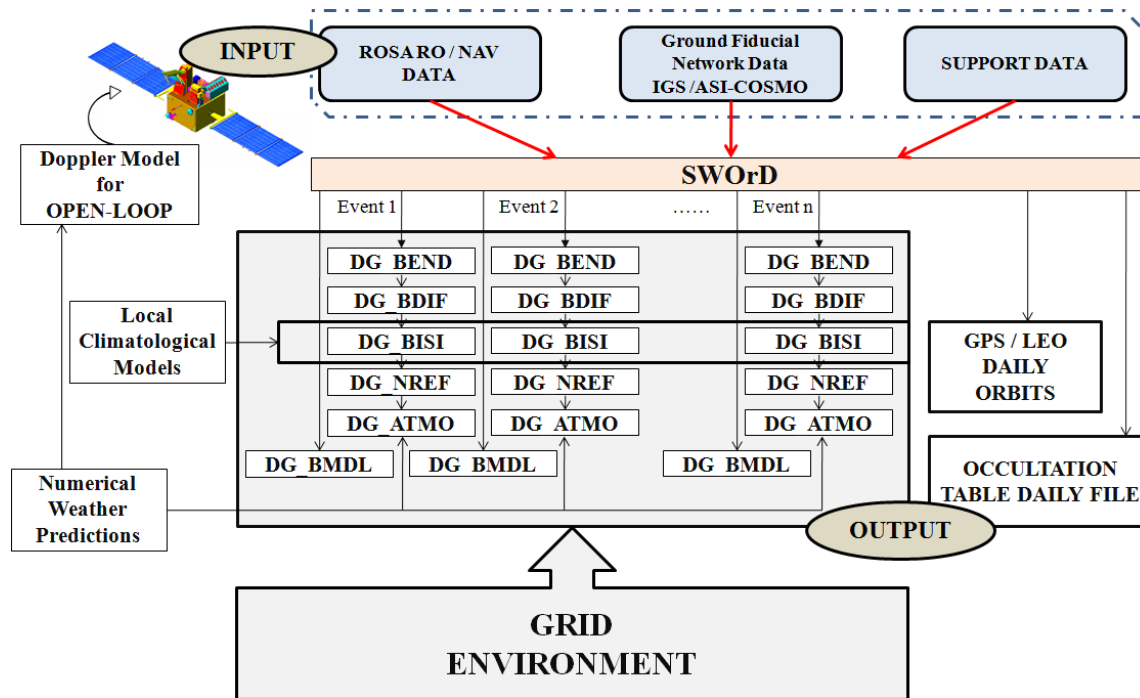 INPUT
ROSA RO / NAV
DATA
Ground Fiducial
Network Data
IGS /ASI-COSMO
SUPPORT DATA
Doppler Model
for
OPEN-LOOP
SWOrD
Event 1
Event 2
......
Event n
DG_BEND
DG_BEND
DG_BEND
DG_BDIF
DG_BDIF
DG_BDIF
Local
Climatological
Models
DG_BISI
DG_BISI
DG_BISI
GPS / LEO
DAILY
ORBITS
DG_NREF
DG_NREF
DG_NREF
DG_ATMO
DG_ATMO
DG_ATMO
DG_BMDL
DG_BMDL
DG_BMDL
Numerical
Weather
Predictions
OCCULTATION
TABLE DAILY FILE
OUTPUT
GRID
ENVIRONMENT